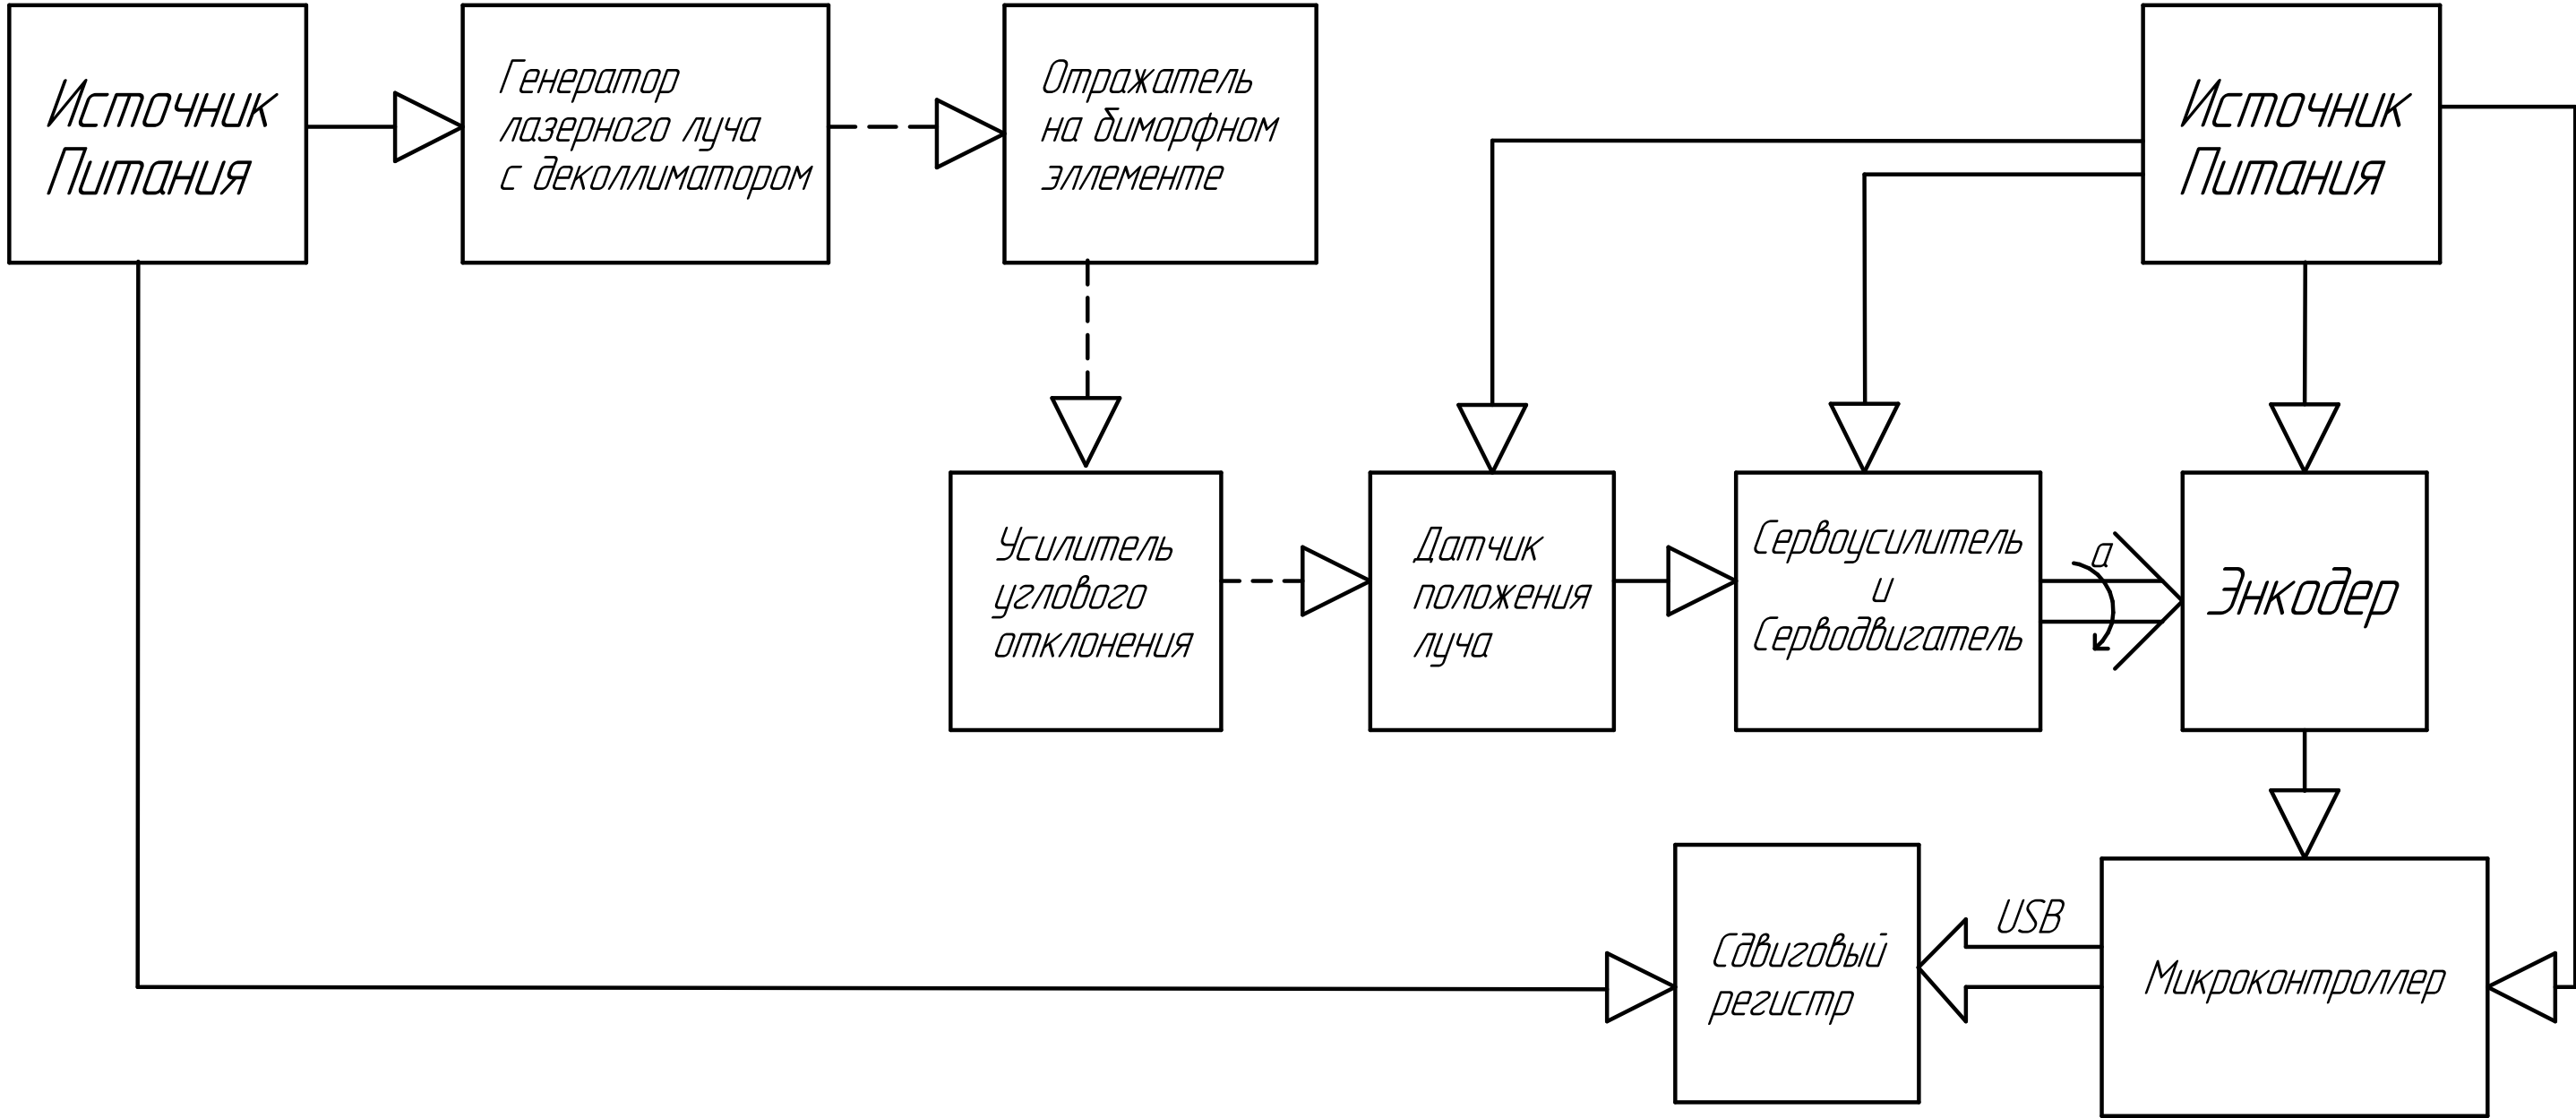 Источник
Питания
Генератор
лазерного луча
с деколлиматором
Отражатель
на биморфном
эллементе
Источник
Питания
Усилитель
углового
отклонения
Датчик
положения
луча
Сервоусилитель
и
Серводвигатель
а
Энкодер
Сдвиговый
регистр
USB
Микроконтроллер